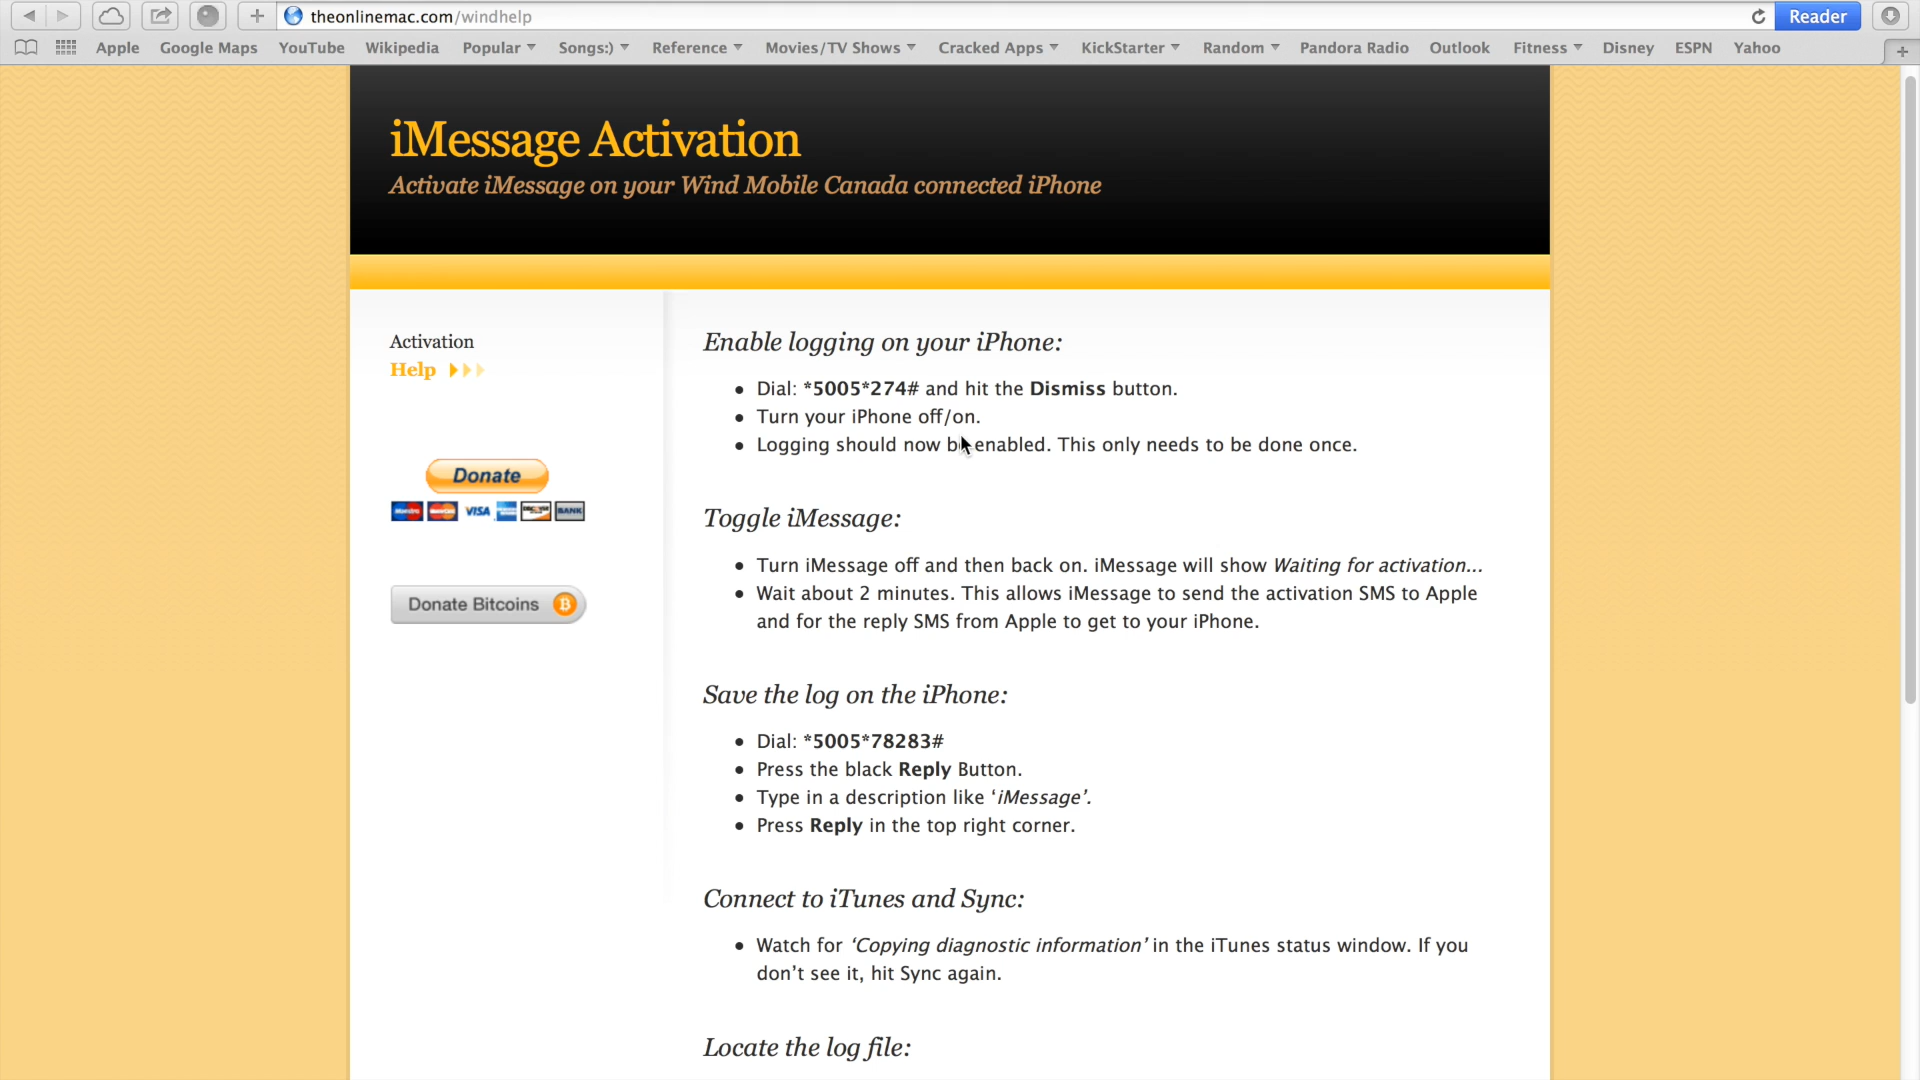 theonlinemac.com/windhelp
Reader
Apple Google Maps YouTube Wikipedia Popular Songs:) Reference Movies/TV Shows Cracked Apps KickStarter Random Pandora Radio Outlook Fitness Disney ESPN Yahoo
iMessage Activation
Activate iMessage on your Wind Mobile Canada connected iPhone
Activation
Help
Donate
VISA
BANK
Donate Bitcoins
Enable logging on your iPhone:
Dial: *5005*274# and hit the Dismiss button.
Turn your iPhone off/on.
Logging should now be enabled. This only needs to be done once.
Toggle iMessage:
Turn iMessage off and then back on. iMessage will show Waiting for activation...
Wait about 2 minutes. This allows iMessage to send the activation SMS to Apple
and for the reply SMS from Apple to get to your iPhone.
Save the log on the iPhone:
Dial: *5005*78283#
Press the black Reply Button.
Type in a description like ‘iMessage’.
Press Reply in the top right corner.
Connect to iTunes and Sync:
Watch for ‘Copying diagnostic information’ in the iTunes status window. If you
don’t see it, hit Sync again.
Locate the log file: